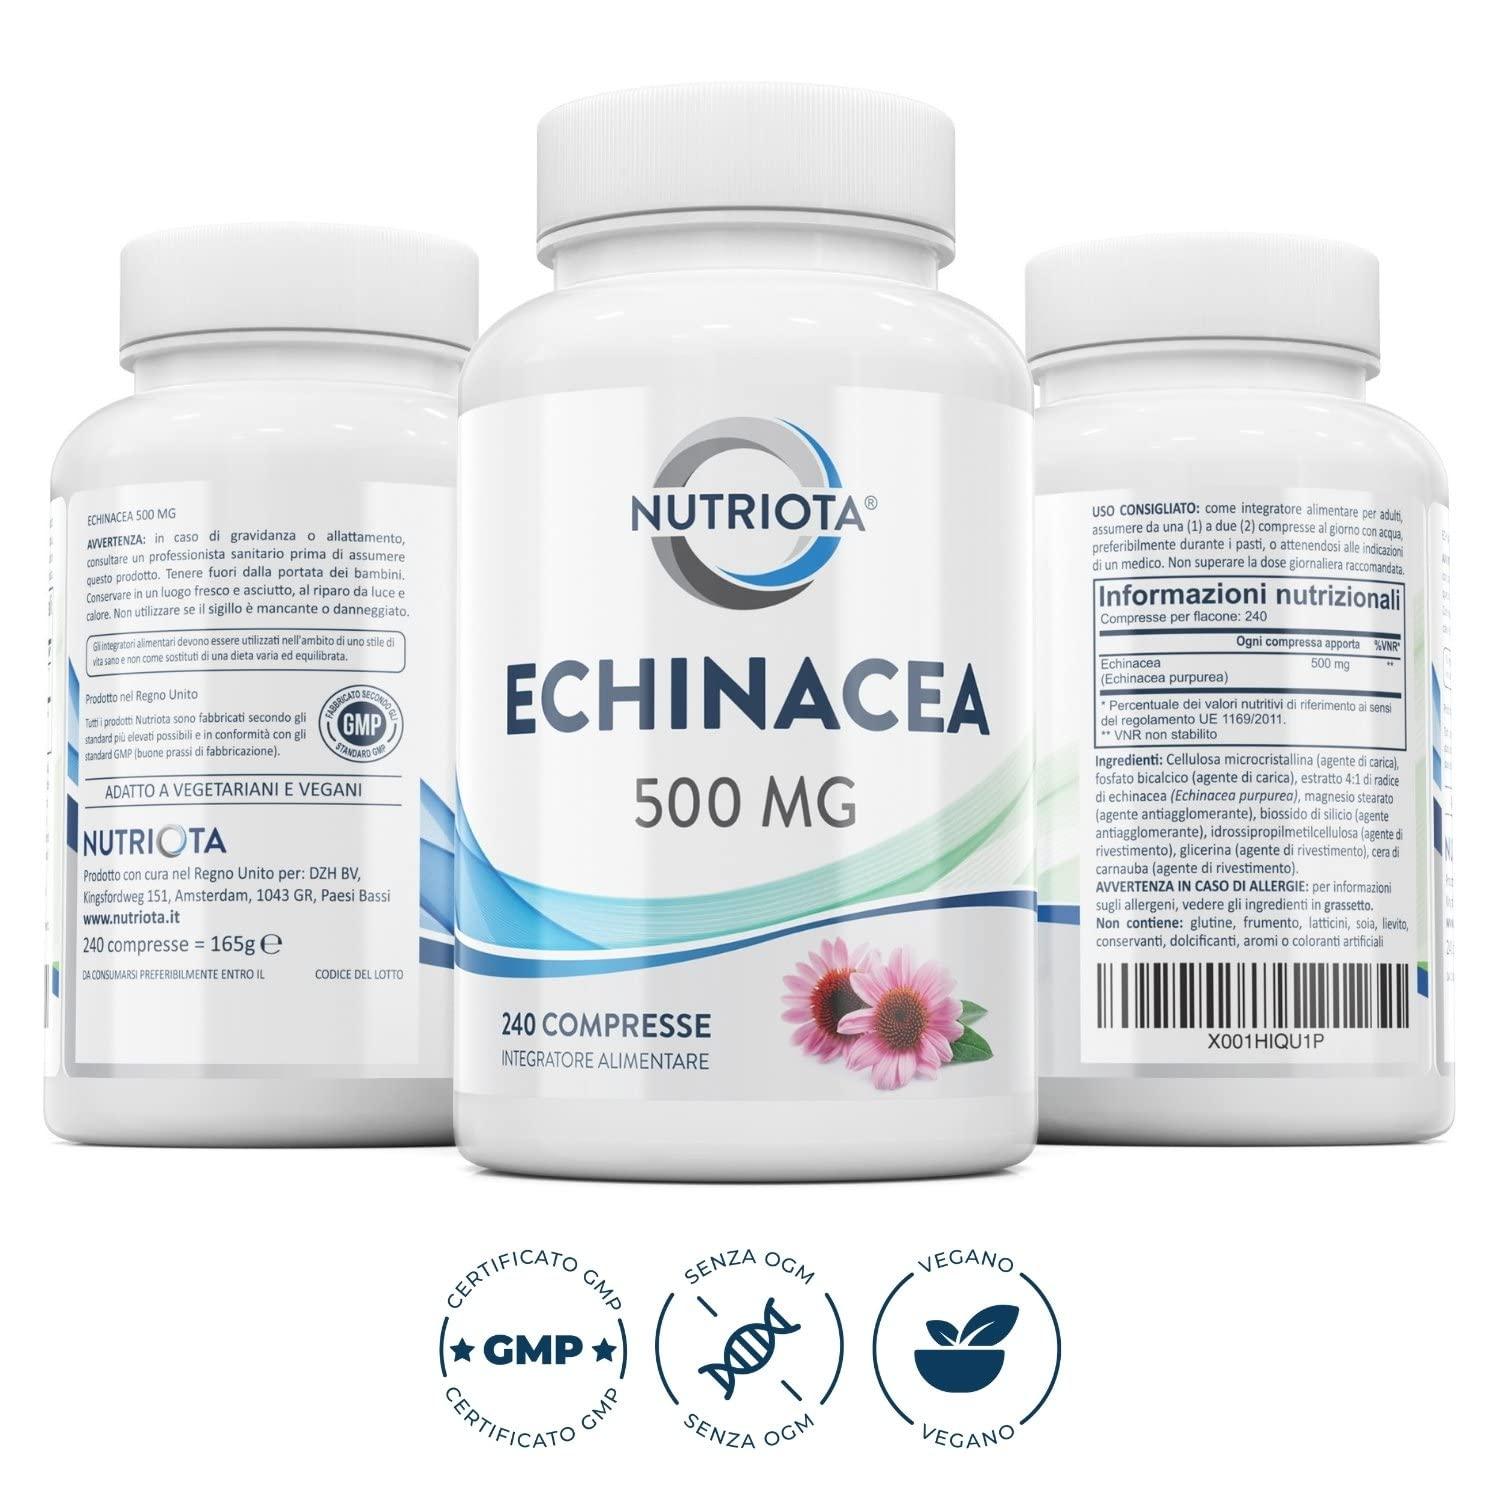 ECHINACEA 500 MG
AVVERTENZA: in caso di gravidanza o allattamento,
consultare un professionista sanitario prima di assumere
questo prodotto. Tenere fuori dalla portata dei bambini.
Conservare in un luogo fresco e asciutto, al riparo da luce e
calore. Non utilizzare se il sigillo è mancante o danneggiato.
Gli integratori alimentari devono essere utilizzati nell'ambito di uno stile di
vita sano e non come sostituti di una dieta varia ed equilibrata.
Prodotto nel Regno Unito
Tutti i prodotti Nutriota sono fabbricati secondo gli
standard più elevati possibili e in conformità con gli
standard GMP (buone prassi di fabbricazione).
FABBRICATO SECONDO GLI
GMP
STANDARD GMP
ADATTO A VEGETARIANI E VEGANI
NUTRIOTA
Prodotto con cura nel Regno Unito per: DZH BV,
Kingsfordweg 151, Amsterdam, 1043 GR, Paesi Bassi
www.nutriota.it
240 compresse = 165g ℮
DA CONSUMARSI PREFERIBILMENTE ENTRO IL CODICE DEL LOTTO
NUTRIOTA®
ECHINACEA
500 MG
240 COMPRESSE
INTEGRATORE ALIMENTARE
USO CONSIGLIATO: come integratore alimentare per adulti,
assumere da una (1) a due (2) compresse al giorno con acqua,
preferibilmente durante i pasti, o attenendosi alle indicazioni
di un medico. Non superare la dose giornaliera raccomandata.
Informazioni nutrizionali
Compresse per flacone: 240
Ogni compressa apporta %VNR*
Echinacea 500 mg **
(Echinacea purpurea)
* Percentuale dei valori nutritivi di riferimento ai sensi
del regolamento UE 1169/2011.
** VNR non stabilito
Ingredienti: Cellulosa microcristallina (agente di carica),
fosfato bicalcico (agente di carica), estratto 4:1 di radice
di echinacea (Echinacea purpurea), magnesio stearato
(agente antiagglomerante), biossido di silicio (agente
antiagglomerante), idrossipropilmetilcellulosa (agente di
rivestimento), glicerina (agente di rivestimento), cera di
carnauba (agente di rivestimento).
AVVERTENZA IN CASO DI ALLERGIE: per informazioni
sugli allergeni, vedere gli ingredienti in grassetto.
Non contiene: glutine, frumento, latticini, soia, lievito,
conservanti, dolcificanti, aromi o coloranti artificiali
X001HIQU1P
CERTIFICATO GMP
GMP
CERTIFICATO GMP
SENZA OGM
SENZA OGM
VEGANO
VEGANO